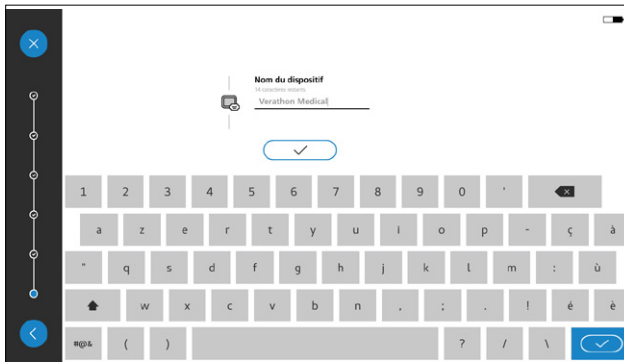 Nom du dispositif
14 caractères restants
Verathon Medical
1 2 3 4 5 6 7 8 9 0 '
a z e r t y u i o p - ç à
" q s d f g h j k l m : ù
w x c v b n , ; . ! é è
#@& ( ) ? / \